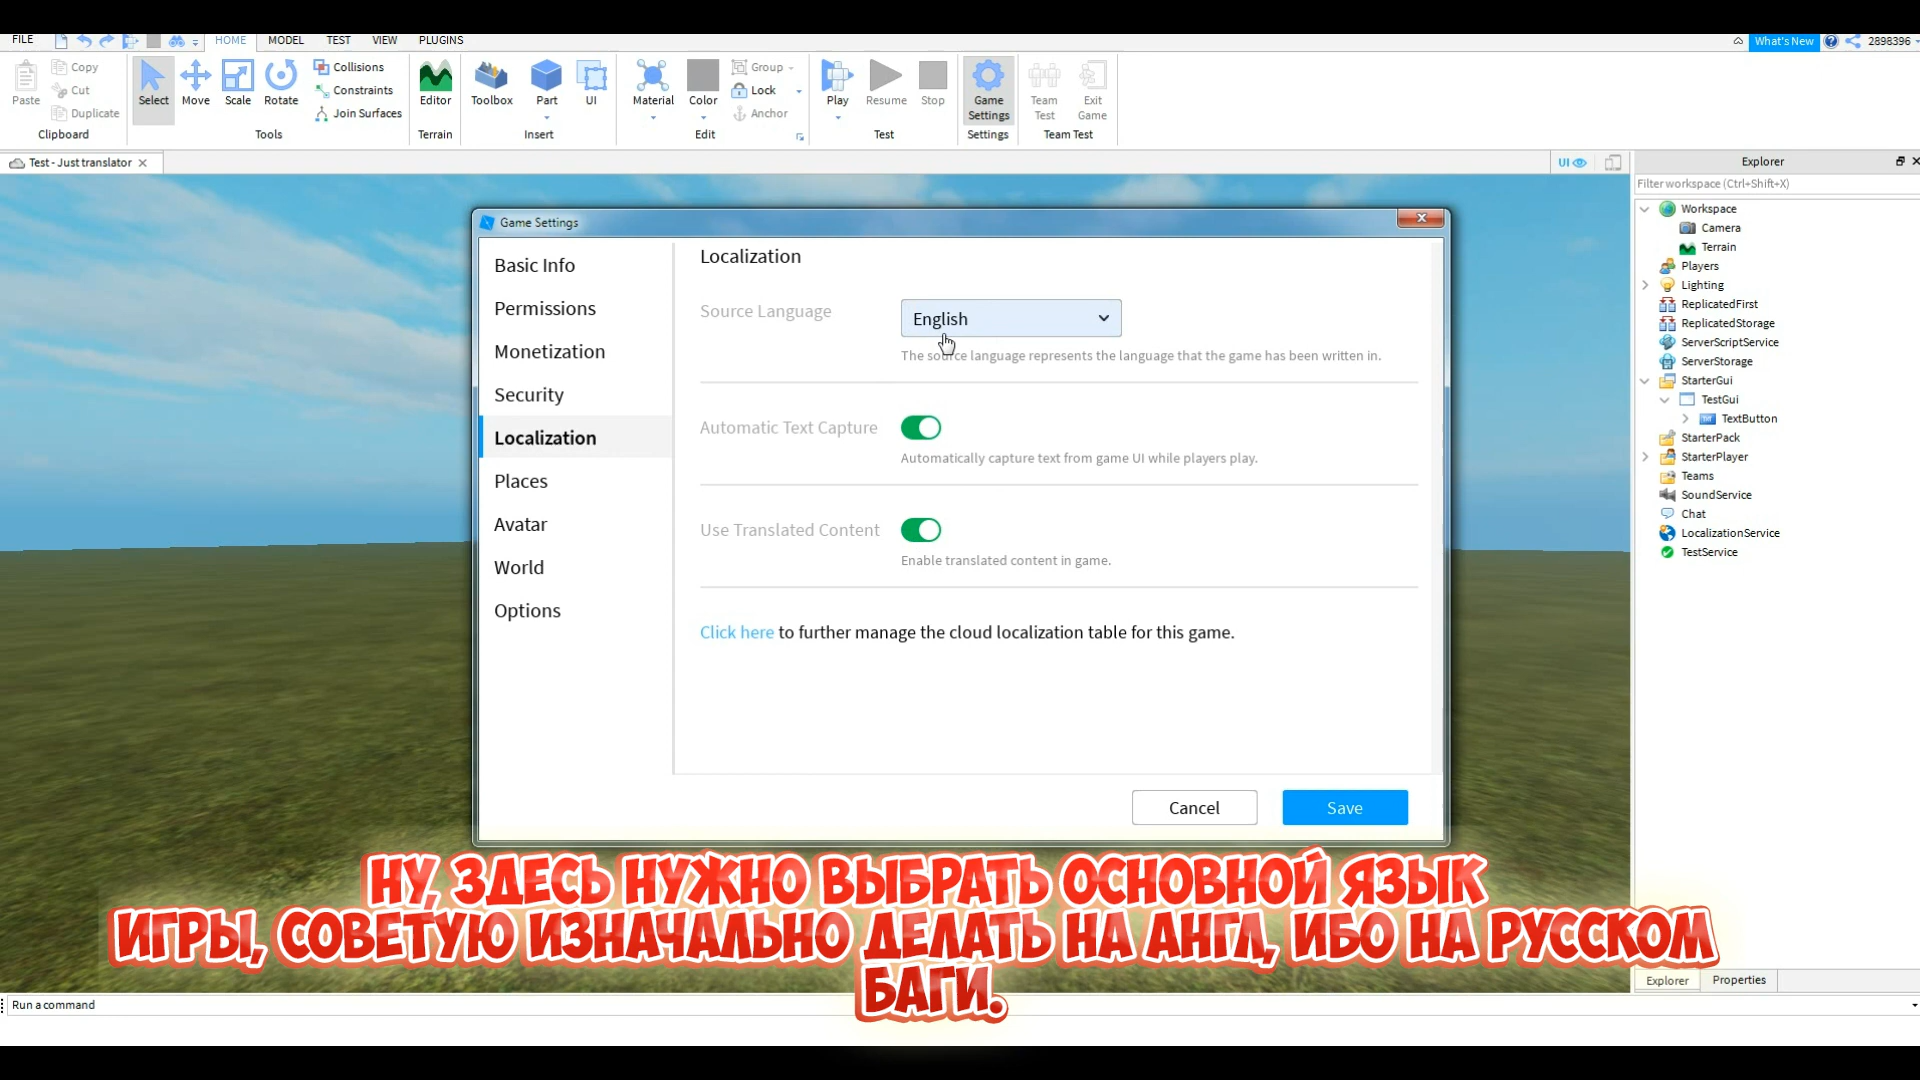 FILE
HOME
MODEL
TEST
VIEW
PLUGINS
What's New
2898396
Paste
Copy
Cut
Duplicate
Clipboard
Select
Move
Scale
Rotate
Collisions
Constraints
Join Surfaces
Tools
Editor
Terrain
Toolbox
Part
UI
Insert
Material
Color
Group
Lock
Anchor
Edit
Play
Resume
Stop
Test
Game
Settings
Settings
Team
Test
Exit
Game
Team Test
Test - Just translator
UI
Explorer
Filter workspace (Ctrl+Shift+X)
Workspace
Camera
Terrain
Players
Lighting
ReplicatedFirst
ReplicatedStorage
ServerScriptService
ServerStorage
StarterGui
TestGui
TextButton
StarterPack
StarterPlayer
Teams
SoundService
Chat
LocalizationService
TestService
Game Settings
Basic Info
Permissions
Monetization
Security
Localization
Places
Avatar
World
Options
Localization
Source Language
English
The source language represents the language that the game has been written in.
Automatic Text Capture
Automatically capture text from game UI while players play.
Use Translated Content
Enable translated content in game.
Click here to further manage the cloud localization table for this game.
Cancel
Save
НУ, ЗДЕСЬ НУЖНО ВЫБРАТЬ ОСНОВНОЙ ЯЗЫК
ИГРЫ, СОВЕТУЮ ИЗНАЧАЛЬНО ДЕЛАТЬ НА АНГЛ, ИБО НА РУССКОМ
БАГИ.
Explorer
Properties
Run a command